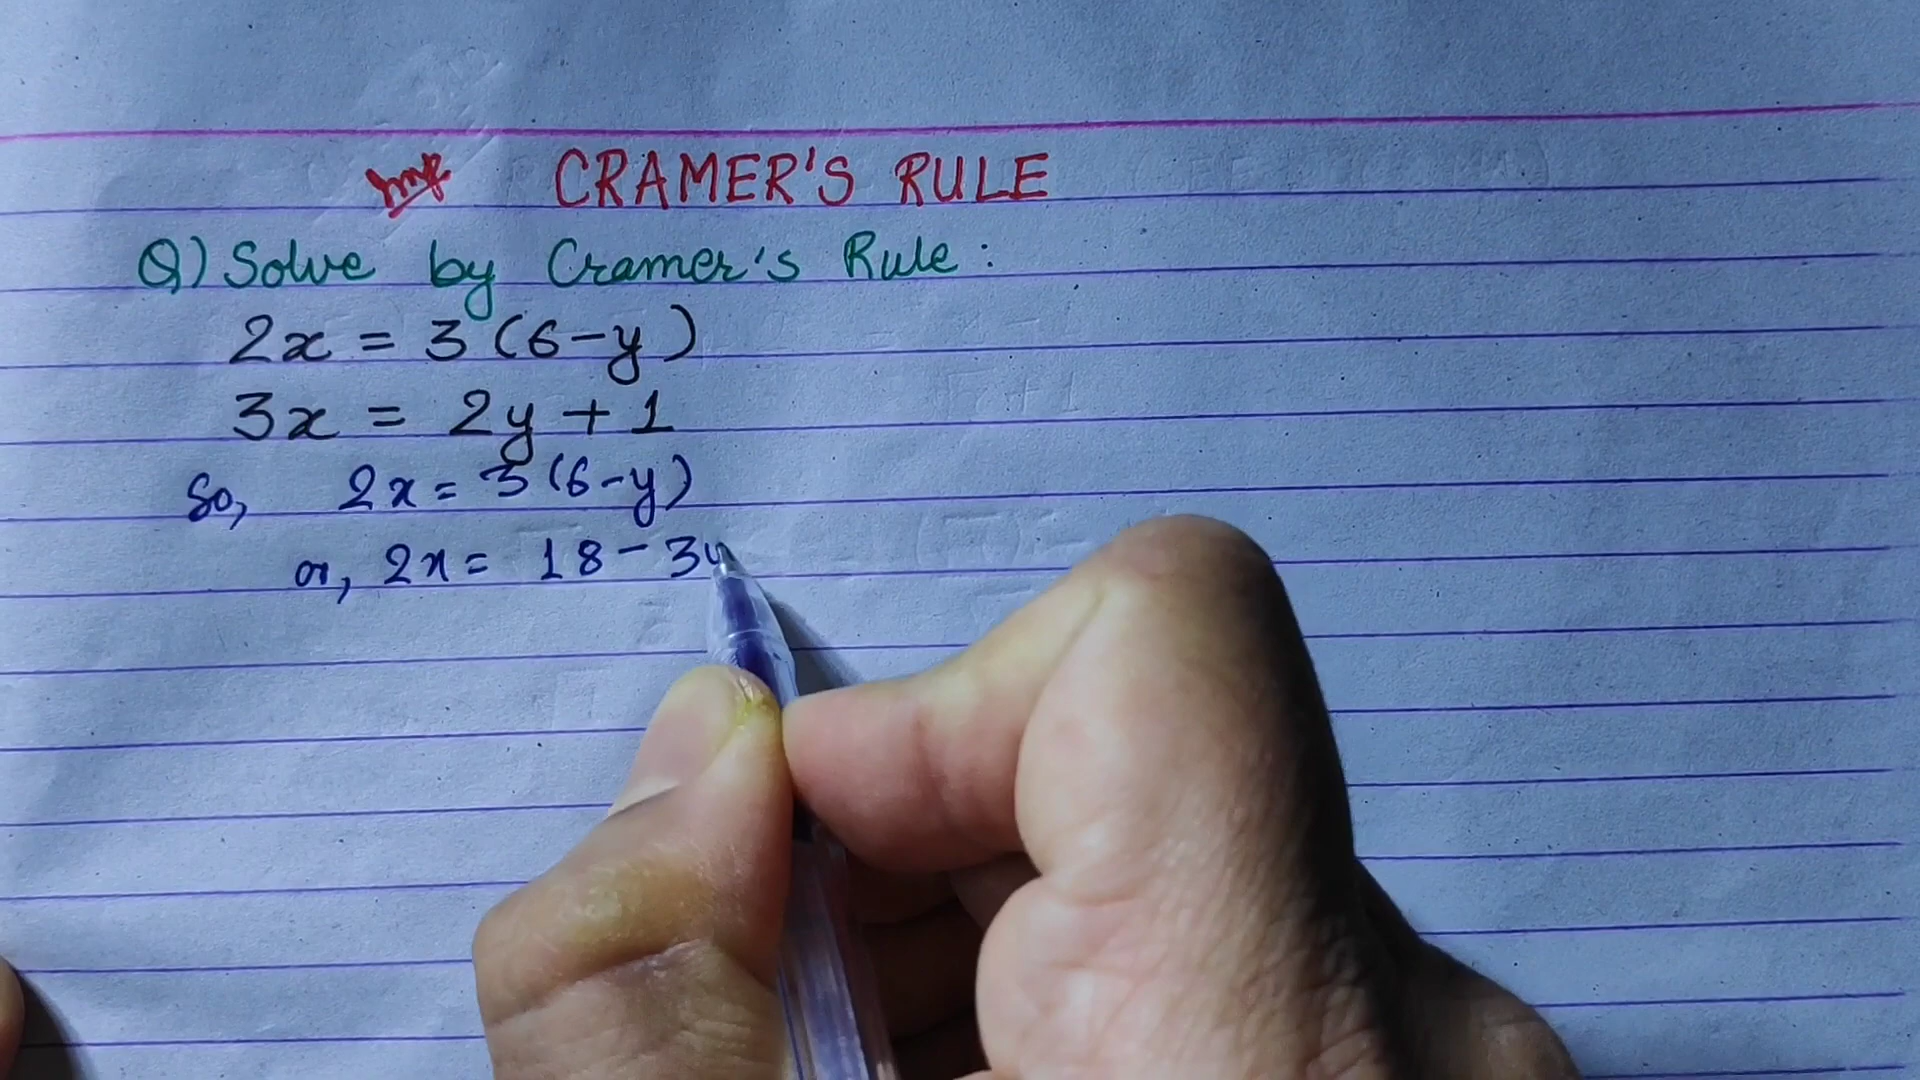 Imp CRAMER'S RULE
Q) Solve by Cramer's Rule:
2x = 3(6-y)
3x = 2y + 1
So, 2x = 3(6-y)
or, 2x = 18 - 3y